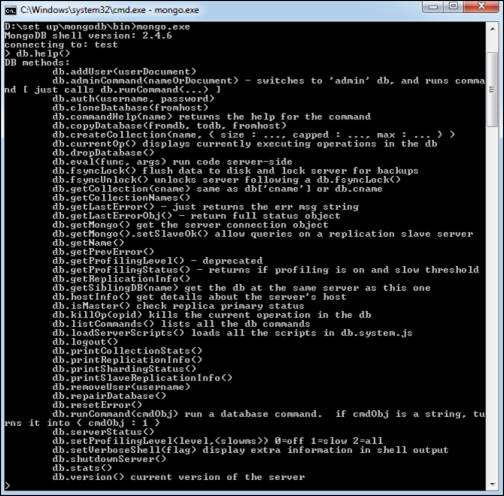 C:\Windows\system32\cmd.exe - mongo.exe
D:\set up\mongodb\bin>mongo.exe
MongoDB shell version: 2.4.6
connecting to: test
> db.help()
DB methods:
db.addUser(userDocument)
db.adminCommand(nameOrDocument) - switches to 'admin' db, and runs comma
nd [ just calls db.runCommand(...) ]
db.auth(username, password)
db.cloneDatabase(fromhost)
db.commandHelp(name) returns the help for the command
db.copyDatabase(fromdb, todb, fromhost)
db.createCollection(name, { size : ..., capped : ..., max : ... } )
db.currentOp() displays currently executing operations in the db
db.dropDatabase()
db.eval(func, args) run code server-side
db.fsyncLock() flush data to disk and lock server for backups
db.fsyncUnlock() unlocks server following a db.fsyncLock()
db.getCollection(cname) same as db['cname'] or db.cname
db.getCollectionNames()
db.getLastError() - just returns the err msg string
db.getLastErrorObj() - return full status object
db.getMongo() get the server connection object
db.getMongo().setSlaveOk() allow queries on a replication slave server
db.getName()
db.getPrevError()
db.getProfilingLevel() - deprecated
db.getProfilingStatus() - returns if profiling is on and slow threshold
db.getReplicationInfo()
db.getSiblingDB(name) get the db at the same server as this one
db.hostInfo() get details about the server's host
db.isMaster() check replica primary status
db.killOp(opid) kills the current operation in the db
db.listCommands() lists all the db commands
db.loadServerScripts() loads all the scripts in db.system.js
db.logout()
db.printCollectionStats()
db.printReplicationInfo()
db.printShardingStatus()
db.printSlaveReplicationInfo()
db.removeUser(username)
db.repairDatabase()
db.resetError()
db.runCommand(cmdObj) run a database command.  if cmdObj is a string, tu
rns it into { cmdObj : 1 }
db.serverStatus()
db.setProfilingLevel(level,{slowms}) 0=off 1=slow 2=all
db.setVerboseShell(flag) display extra information in shell output
db.shutdownServer()
db.stats()
db.version() current version of the server
>